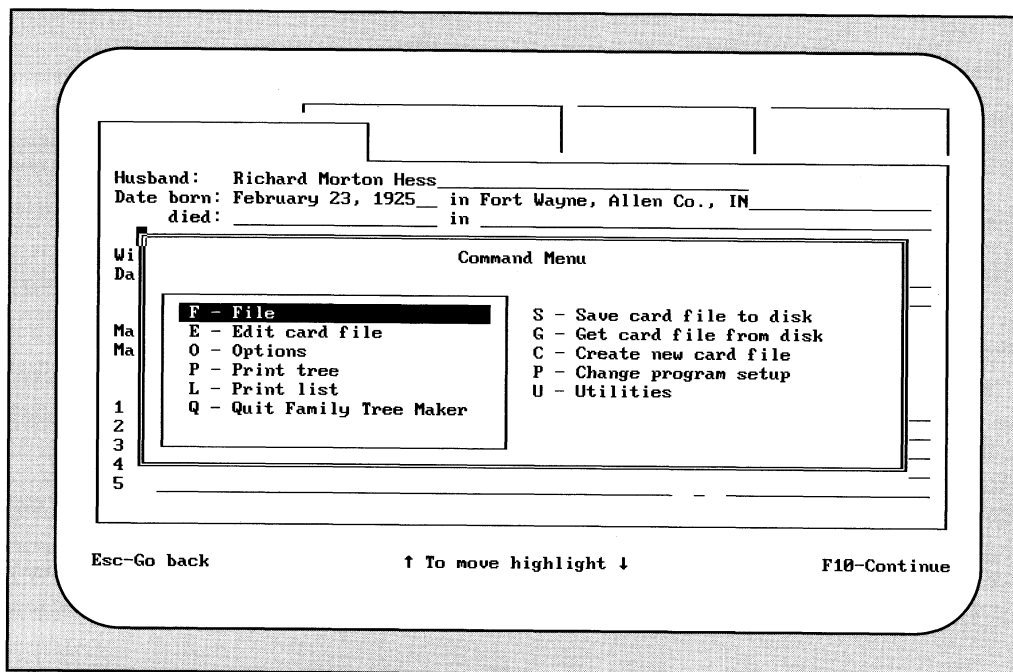 Husband: Richard Morton Hess
Date born: February 23, 1925 in Fort Wayne, Allen Co., IN
died: in
Wi
Da
Command Menu
Ma
Ma
F - File
E - Edit card file
O - Options
P - Print tree
L - Print list
Q - Quit Family Tree Maker
S - Save card file to disk
G - Get card file from disk
C - Create new card file
P - Change program setup
U - Utilities
1
2
3
4
5
Esc-Go back ↑ To move highlight ↓ F10-Continue